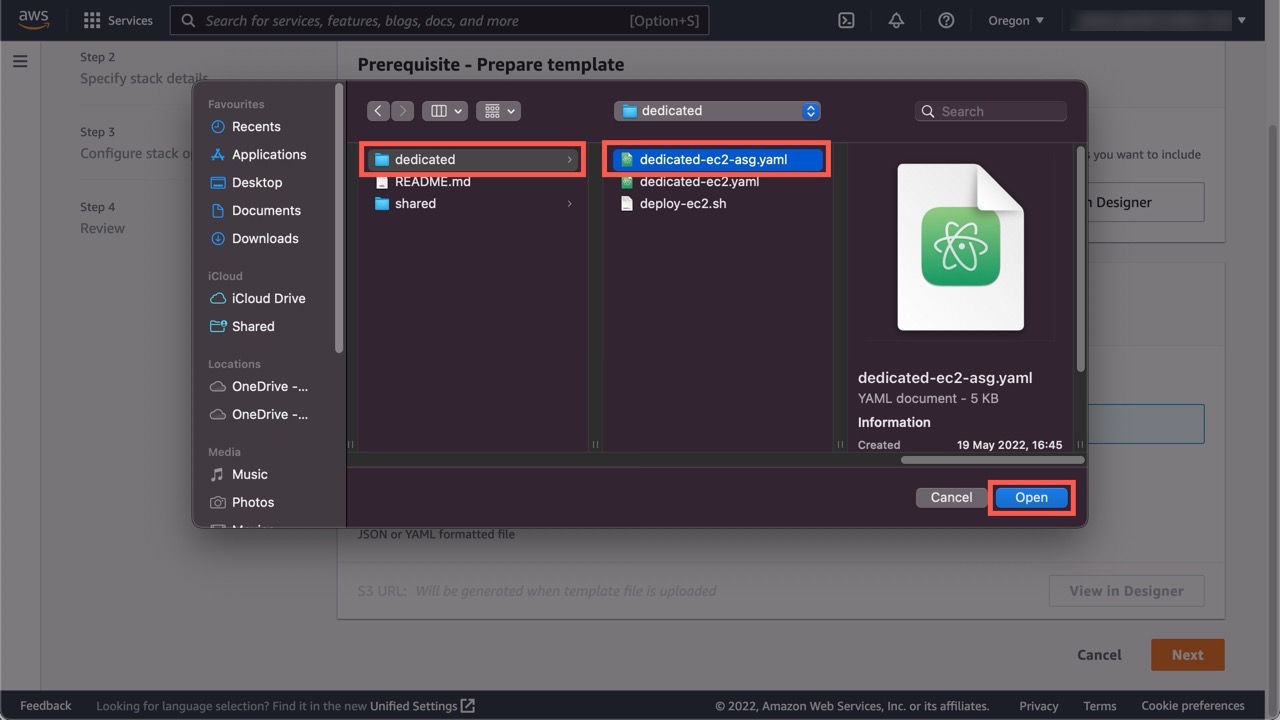 aws
Services
Search for services, features, blogs, docs, and more
[Option+S]
Oregon
Step 2
Specify stack details
Step 3
Configure stack o
Step 4
Review
Prerequisite - Prepare template
s you want to include
n Designer
Favourites
Recents
Applications
Desktop
Documents
Downloads
iCloud
iCloud Drive
Shared
Locations
OneDrive -...
OneDrive -...
Media
Music
Photos
dedicated
Search
dedicated
README.md
shared
dedicated-ec2-asg.yaml
dedicated-ec2.yaml
deploy-ec2.sh
dedicated-ec2-asg.yaml
YAML document - 5 KB
Information
Created 19 May 2022, 16:45
Cancel
Open
JSON or YAML formatted file
S3 URL: Will be generated when template file is uploaded
View in Designer
Cancel
Next
Feedback
Looking for language selection? Find it in the new Unified Settings
© 2022, Amazon Web Services, Inc. or its affiliates.
Privacy
Terms
Cookie preferences